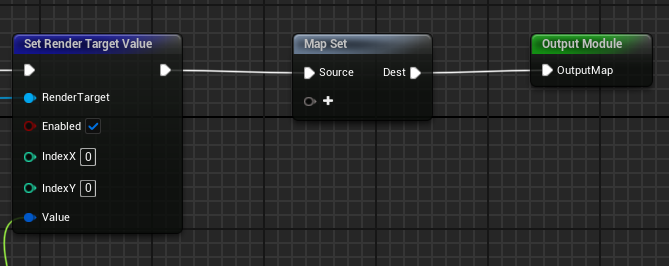 Set Render Target Value
RenderTarget
Enabled
IndexX 0
IndexY 0
Value
Map Set
Source Dest
Output Module
OutputMap